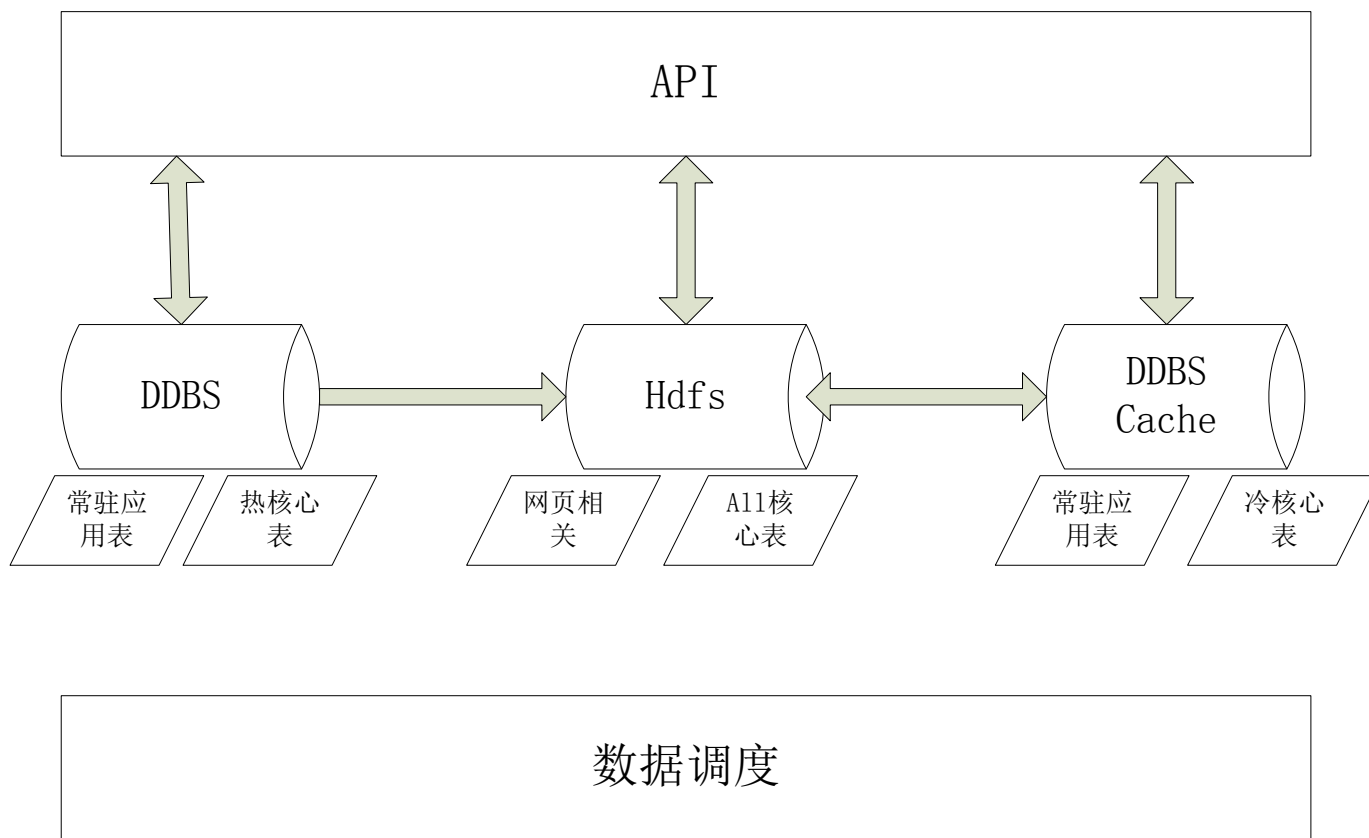 API
DDBS
Hdfs
DDBS
Cache
常驻应
用表
热核心
表
网页相
关
All核
心表
常驻应
用表
冷核心
表
数据调度